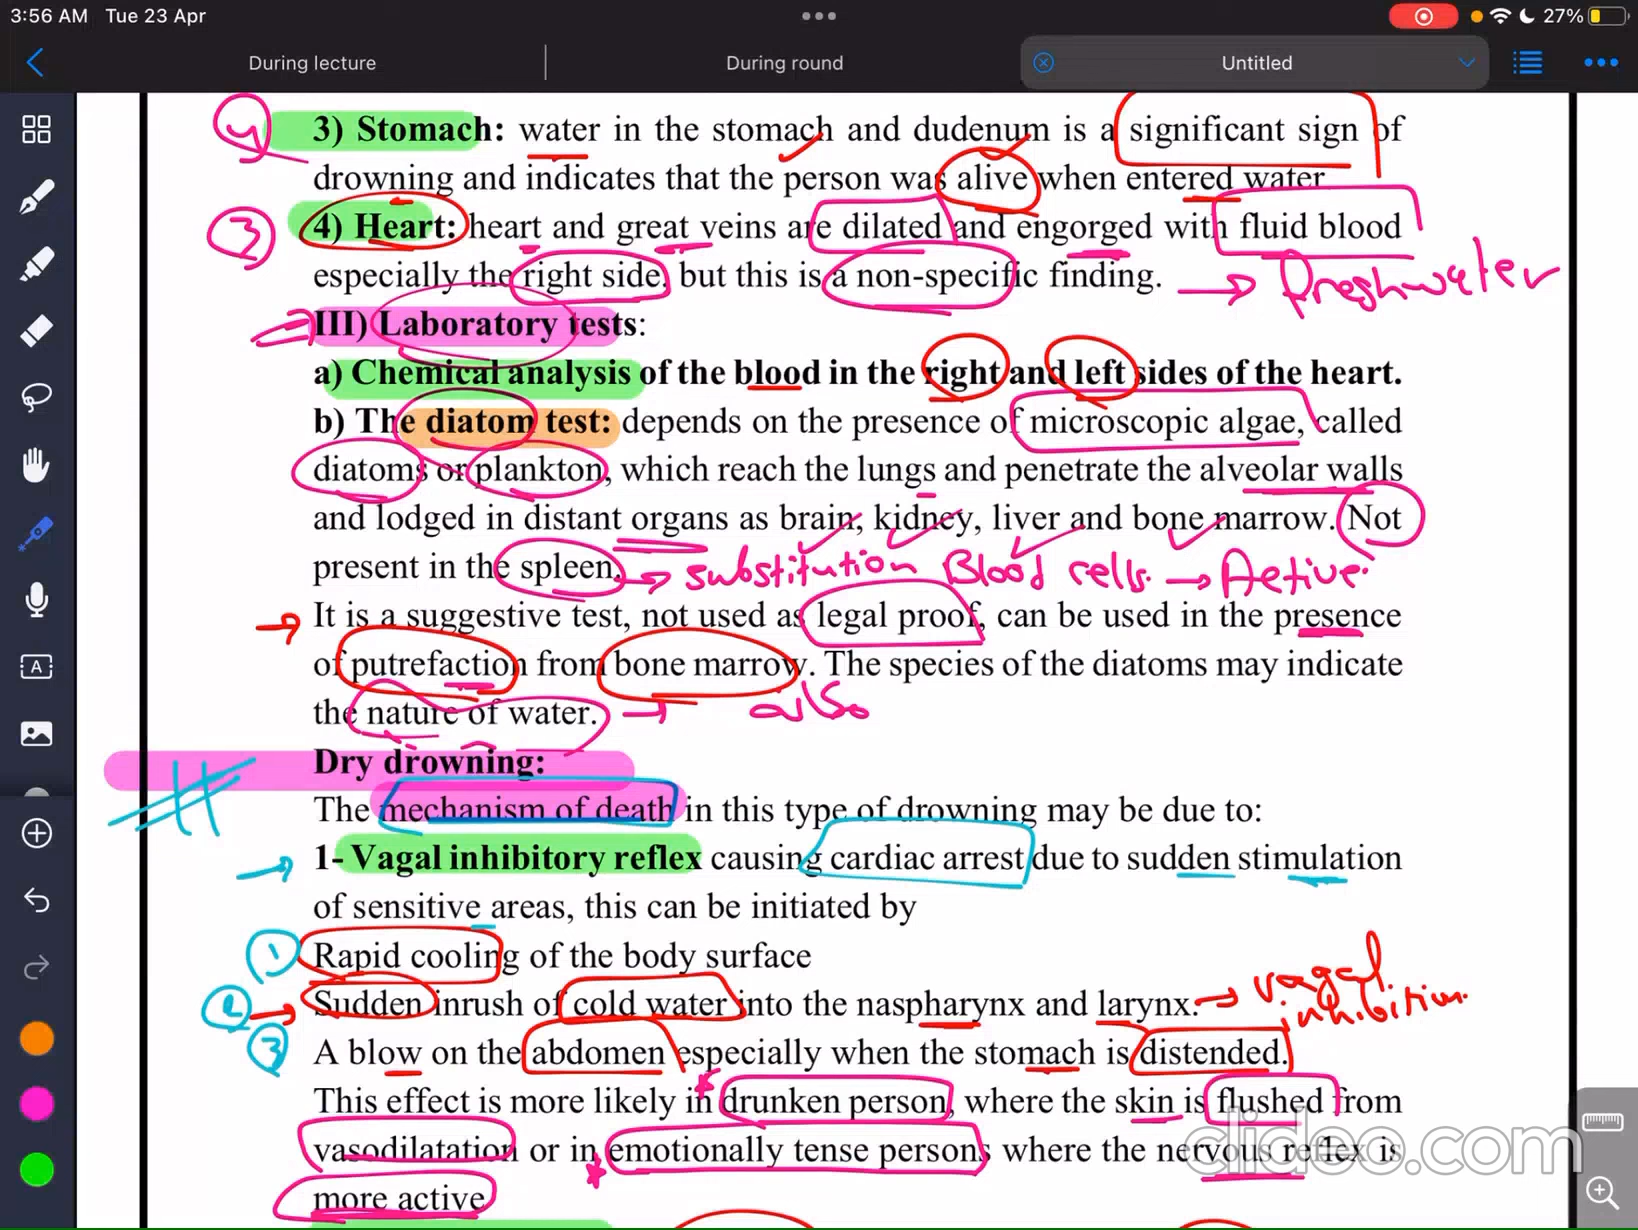 3:56 AM Tue 23 Apr
27%
During lecture
During round
Untitled
4 3) Stomach: water in the stomach and dudenum is a significant sign of
drowning and indicates that the person was alive when entered water
3 4) Heart: heart and great veins are dilated and engorged with fluid blood
especially the right side, but this is a non-specific finding. → freshwater
III) Laboratory tests:
a) Chemical analysis of the blood in the right and left sides of the heart.
b) The diatom test: depends on the presence of microscopic algae, called
diatoms or plankton, which reach the lungs and penetrate the alveolar walls
and lodged in distant organs as brain, kidney, liver and bone marrow. Not
present in the spleen. → substitution Blood cells. → Active.
→ It is a suggestive test, not used as legal proof, can be used in the presence
of putrefaction from bone marrow. The species of the diatoms may indicate
the nature of water. → also
Dry drowning:
The mechanism of death in this type of drowning may be due to:
→ 1- Vagal inhibitory reflex causing cardiac arrest due to sudden stimulation
of sensitive areas, this can be initiated by
1 Rapid cooling of the body surface
2 → Sudden inrush of cold water into the naspharynx and larynx. → vagal
inhibition.
3 A blow on the abdomen especially when the stomach is distended.
This effect is more likely in * drunken person, where the skin is flushed from
vasodilatation or in * emotionally tense persons where the nervous reflex is
more active
clideo.com
A